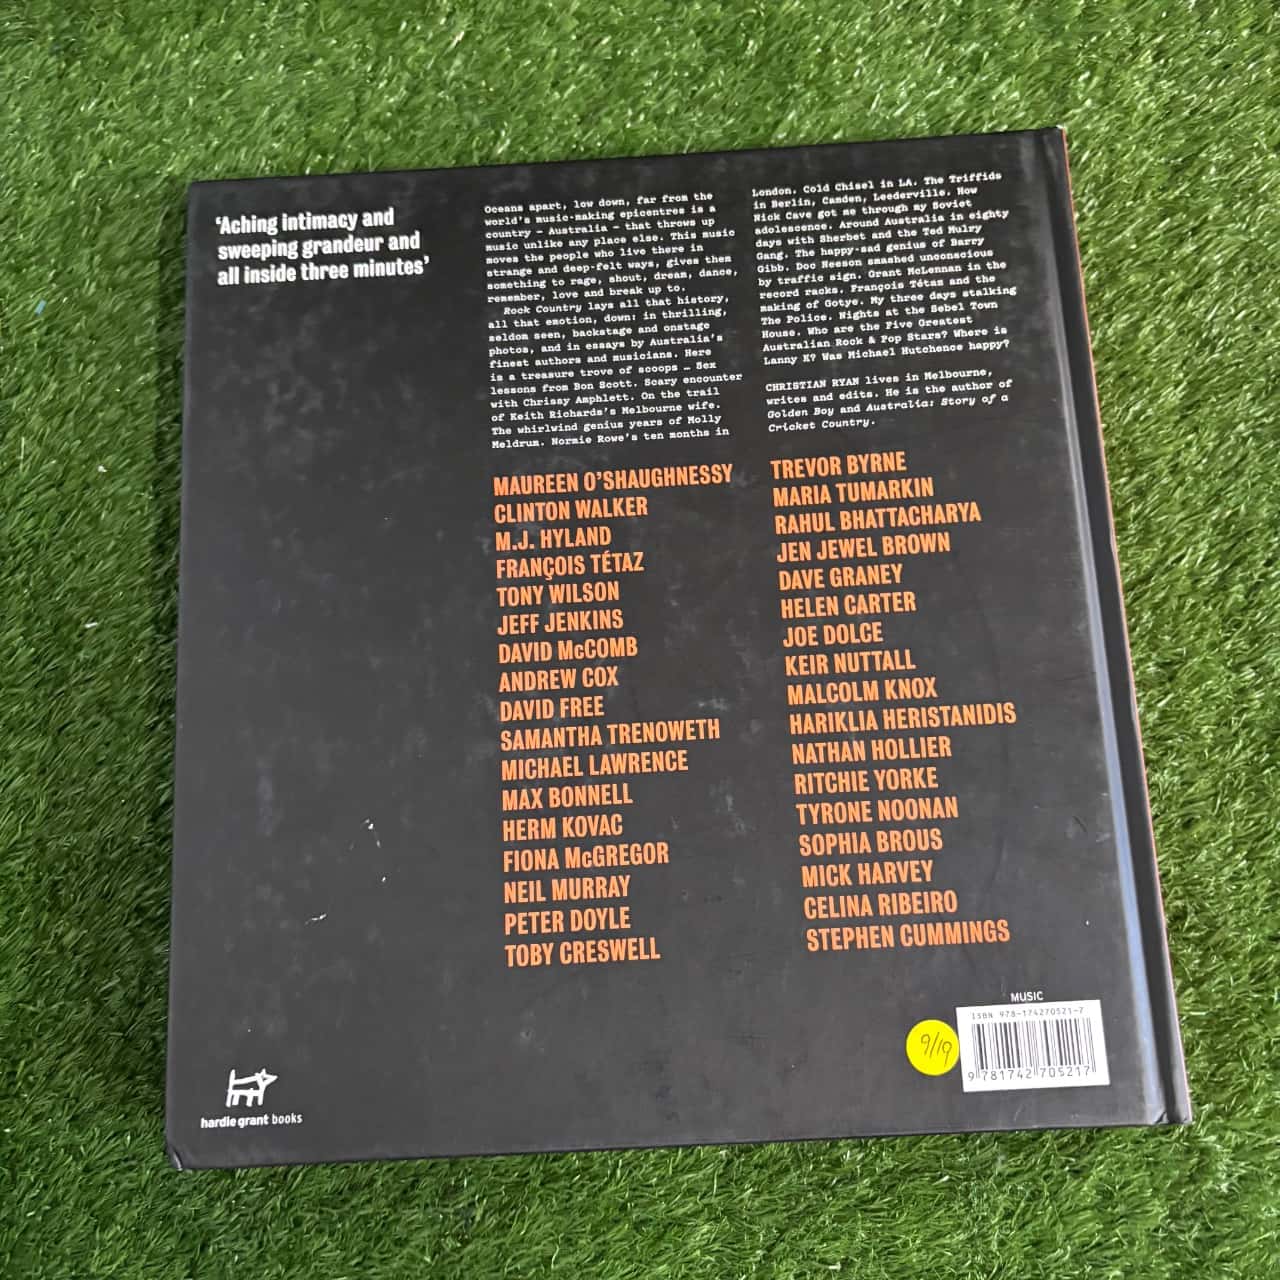 ‘Aching intimacy and
sweeping grandeur and
all inside three minutes’
Oceans apart, low down, far from the
world's music-making epicentres is a
country – Australia – that throws up
music unlike any place else. This music
moves the people who live there in
strange and deep-felt ways, gives them
something to rage, shout, dream, dance,
remember, love and break up to.
Rock Country lays all that history,
all that emotion, down: in thrilling,
seldom seen, backstage and onstage
photos, and in essays by Australia's
finest authors and musicians. Here
is a treasure trove of scoops … Sex
lessons from Bon Scott. Scary encounter
with Chrissy Amphlett. On the trail
of Keith Richards's Melbourne wife.
The whirlwind genius years of Molly
Meldrum. Normie Rowe's ten months in
London. Cold Chisel in LA. The Triffids
in Berlin, Camden, Leederville. How
Nick Cave got me through my Soviet
adolescence. Around Australia in eighty
days with Sherbet and the Ted Mulry
Gang. The happy-sad genius of Barry
Gibb. Doc Neeson smashed unconscious
by traffic sign. Grant McLennan in the
record racks. François Tétaz and the
making of Gotye. My three days stalking
The Police. Nights at the Sebel Town
House. Who are the Five Greatest
Australian Rock & Pop Stars? Where is
Lanny K? Was Michael Hutchence happy?
CHRISTIAN RYAN lives in Melbourne,
writes and edits. He is the author of
Golden Boy and Australia: Story of a
Cricket Country.
MAUREEN O'SHAUGHNESSY
CLINTON WALKER
M.J. HYLAND
FRANÇOIS TÉTAZ
TONY WILSON
JEFF JENKINS
DAVID McCOMB
ANDREW COX
DAVID FREE
SAMANTHA TRENOWETH
MICHAEL LAWRENCE
MAX BONNELL
HERM KOVAC
FIONA McGREGOR
NEIL MURRAY
PETER DOYLE
TOBY CRESWELL
TREVOR BYRNE
MARIA TUMARKIN
RAHUL BHATTACHARYA
JEN JEWEL BROWN
DAVE GRANEY
HELEN CARTER
JOE DOLCE
KEIR NUTTALL
MALCOLM KNOX
HARIKLIA HERISTANIDIS
NATHAN HOLLIER
RITCHIE YORKE
TYRONE NOONAN
SOPHIA BROUS
MICK HARVEY
CELINA RIBEIRO
STEPHEN CUMMINGS
MUSIC
ISBN 978-174270521-7
9 781742 705217
9/19
hardie grant books